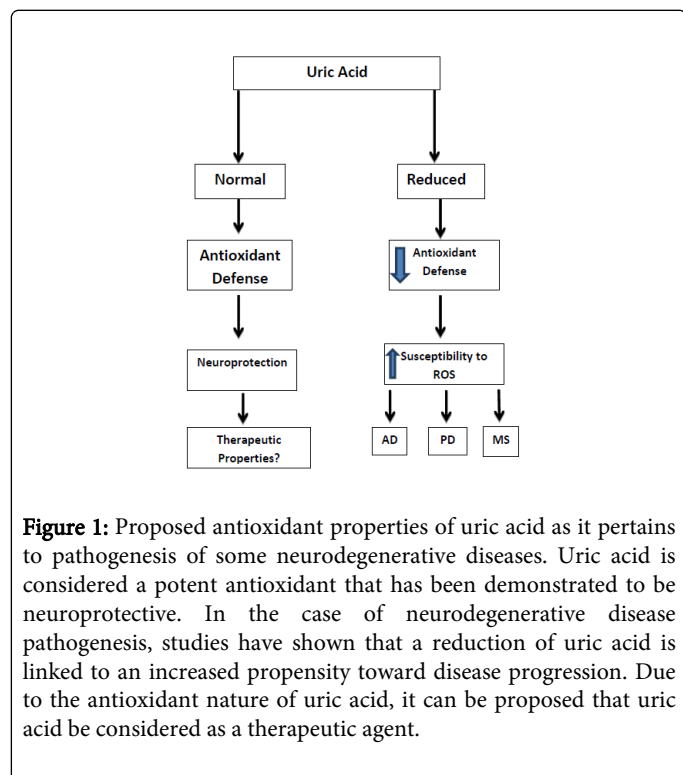 Uric Acid
Normal
Reduced
Antioxidant
Defense
Antioxidant
Defense
Neuroprotection
Susceptibility to
ROS
Therapeutic
Properties?
AD
PD
MS
Figure 1: Proposed antioxidant properties of uric acid as it pertains
to pathogenesis of some neurodegenerative diseases. Uric acid is
considered a potent antioxidant that has been demonstrated to be
neuroprotective. In the case of neurodegenerative disease
pathogenesis, studies have shown that a reduction of uric acid is
linked to an increased propensity toward disease progression. Due
to the antioxidant nature of uric acid, it can be proposed that uric
acid be considered as a therapeutic agent.